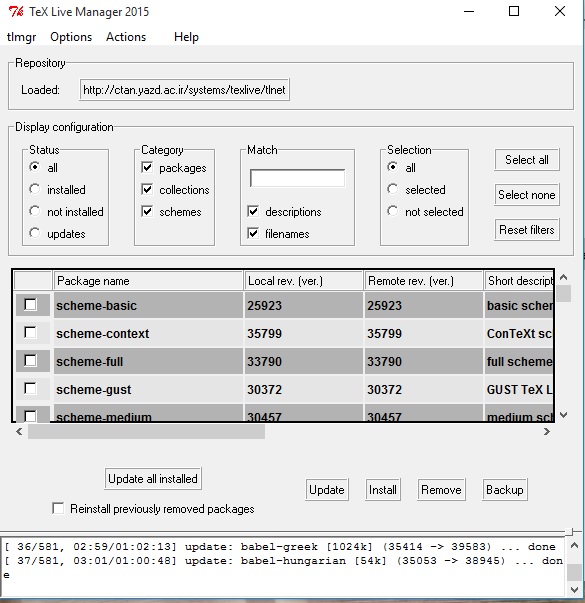 TeX Live Manager 2015
tlmgr Options Actions Help
Repository
Loaded: http://ctan.yazd.ac.ir/systems/texlive/tlnet
Display configuration
Status Category Match Selection
all packages all Select all
installed collections selected Select none
not installed schemes descriptions not selected
updates filenames Reset filters
Package name Local rev. (ver.) Remote rev. (ver.) Short descript
scheme-basic 25923 25923 basic schem
scheme-context 35799 35799 ConTeXt sc
scheme-full 33790 33790 full scheme
scheme-gust 30372 30372 GUST TeX L
scheme-medium 30457 30457 medium sch
Update all installed
Reinstall previously removed packages
Update Install Remove Backup
[ 36/581, 02:59/01:02:13] update: babel-greek [1024k] (35414 -> 39583) ... done
[ 37/581, 03:01/01:00:48] update: babel-hungarian [54k] (35053 -> 38945) ... don
e